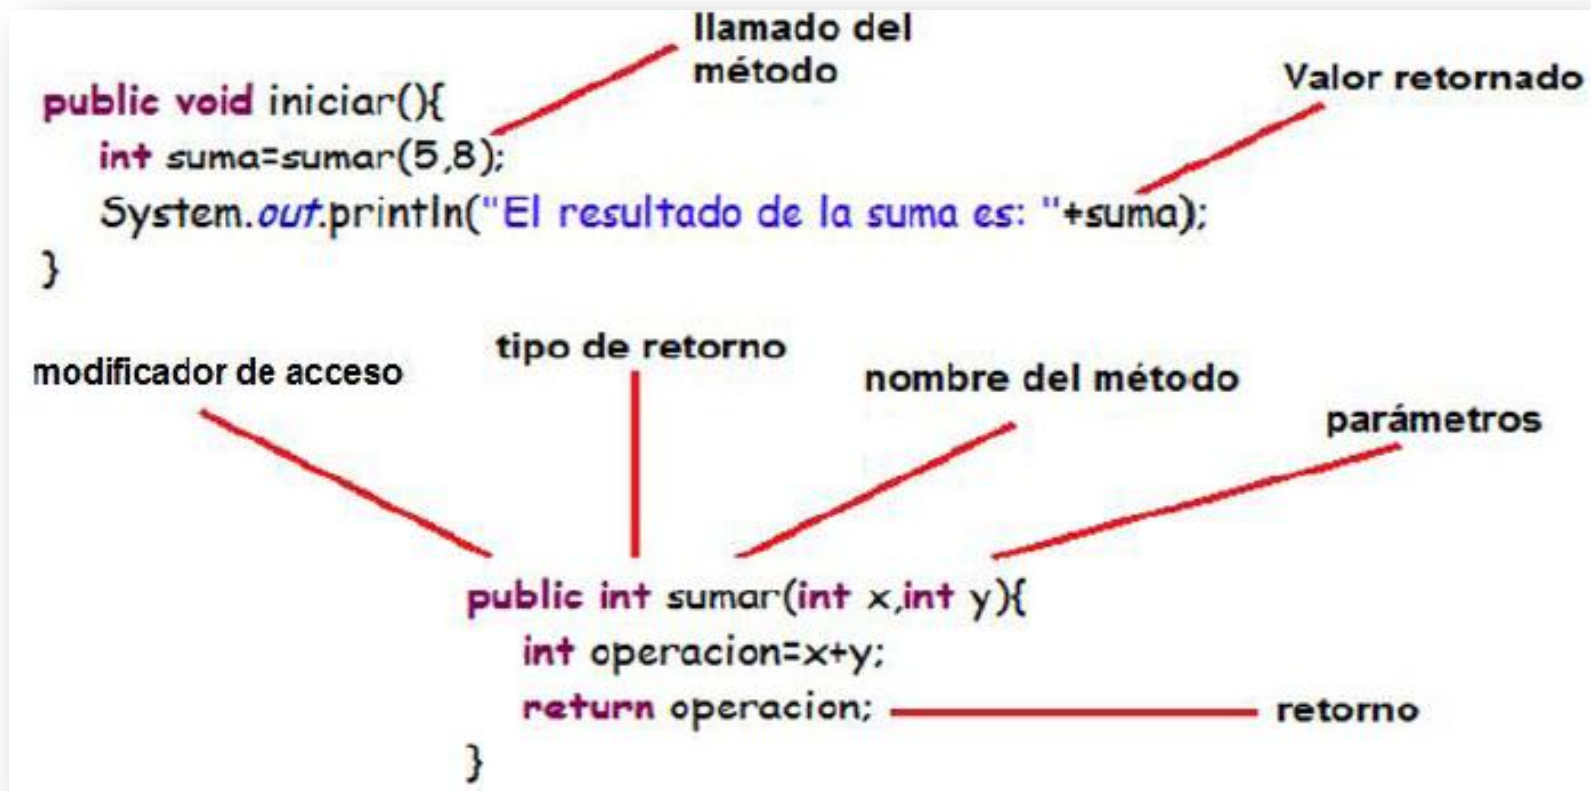 llamado del
método
Valor retornado
public void iniciar(){
int suma=sumar(5,8);
System.out.println("El resultado de la suma es: "+suma);
}
tipo de retorno
modificador de acceso
nombre del método
parámetros
public int sumar(int x,int y){
int operacion=x+y;
return operacion;
retorno
}